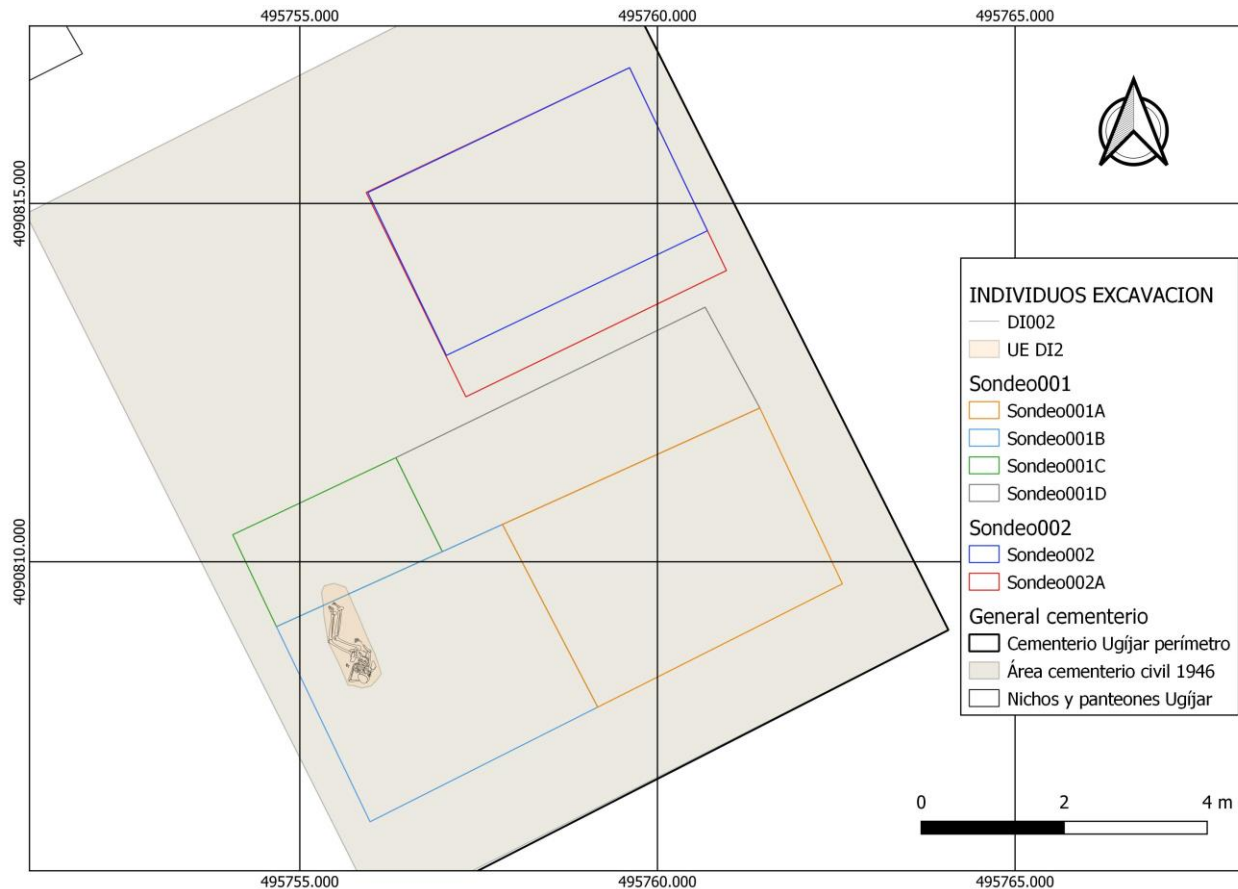 495755.000 495760.000 495765.000
4090815.000
4090810.000
INDIVIDUOS EXCAVACION
DI002
UE DI2
Sondeo001
Sondeo001A
Sondeo001B
Sondeo001C
Sondeo001D
Sondeo002
Sondeo002
Sondeo002A
General cementerio
Cementerio Ugíjar perímetro
Área cementerio civil 1946
Nichos y panteones Ugíjar
0 2 4 m
495755.000 495760.000 495765.000